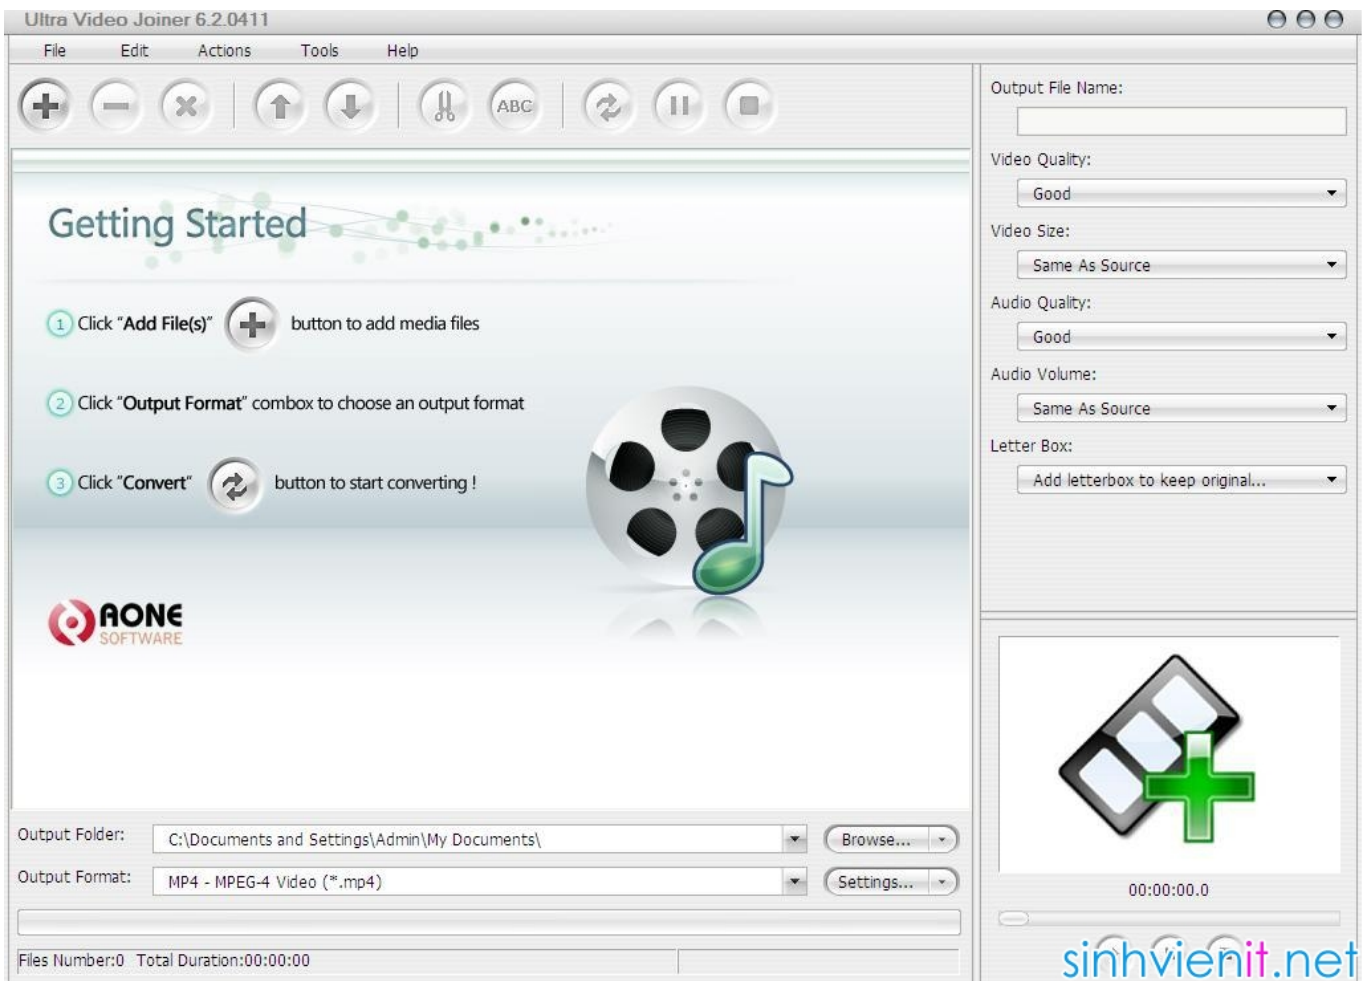 Ultra Video Joiner 6.2.0411
File Edit Actions Tools Help
ABC
Getting Started
1 Click "Add File(s)" button to add media files
2 Click "Output Format" combox to choose an output format
3 Click "Convert" button to start converting !
AONE
SOFTWARE
Output Folder: C:\Documents and Settings\Admin\My Documents\ Browse...
Output Format: MP4 - MPEG-4 Video (*.mp4) Settings...
Files Number:0 Total Duration:00:00:00
Output File Name:
Video Quality:
Good
Video Size:
Same As Source
Audio Quality:
Good
Audio Volume:
Same As Source
Letter Box:
Add letterbox to keep original...
00:00:00.0
sinhvienit.net